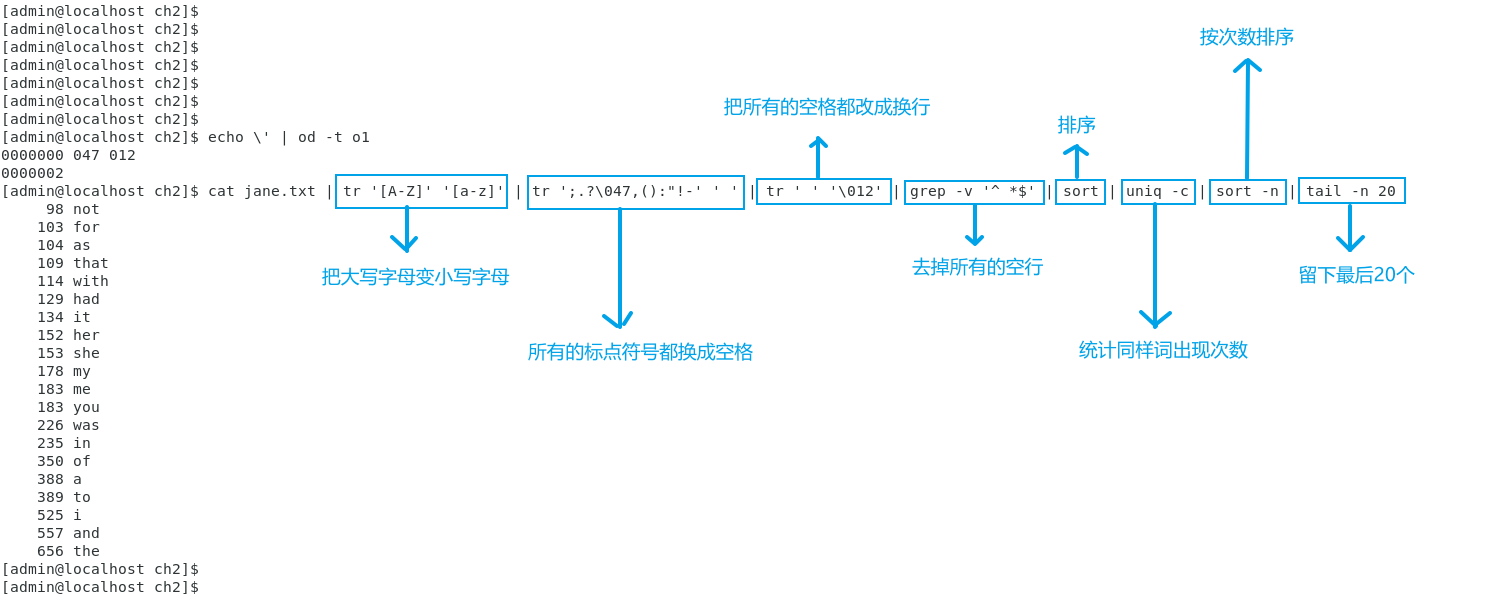 [admin@localhost ch2]$
[admin@localhost ch2]$
[admin@localhost ch2]$
[admin@localhost ch2]$
[admin@localhost ch2]$
[admin@localhost ch2]$
[admin@localhost ch2]$
[admin@localhost ch2]$ echo \' | od -t o1
0000000 047 012
0000002
按次数排序
把所有的空格都改成换行
排序
[admin@localhost ch2]$ cat jane.txt | tr '[A-Z]' '[a-z]' | tr ';.?\047,():"!-' ' ' | tr ' ' '\012' | grep -v '^ *$' | sort | uniq -c | sort -n | tail -n 20
98 not
103 for
104 as
109 that
114 with
129 had
134 it
152 her
153 she
178 my
183 me
183 you
226 was
235 in
350 of
388 a
389 to
525 i
557 and
656 the
把大写字母变小写字母
所有的标点符号都换成空格
去掉所有的空行
统计同样词出现次数
留下最后20个
[admin@localhost ch2]$
[admin@localhost ch2]$